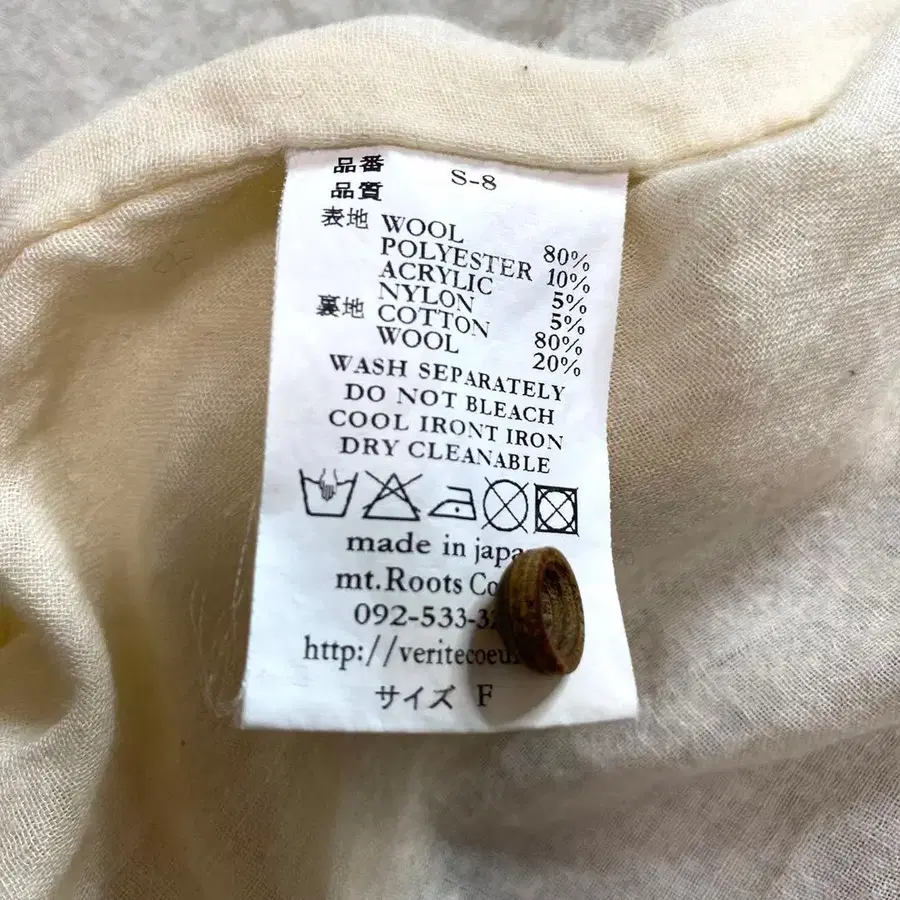 品番 S-8
品質
表地 WOOL 80%
POLYESTER 10%
ACRYLIC 5%
NYLON 5%
裏地 COTTON 80%
WOOL 20%
WASH SEPARATELY
DO NOT BLEACH
COOL IRONT IRON
DRY CLEANABLE
made in japa
mt.Roots Co
092-533-3
http://veritecoeu
サイズ F